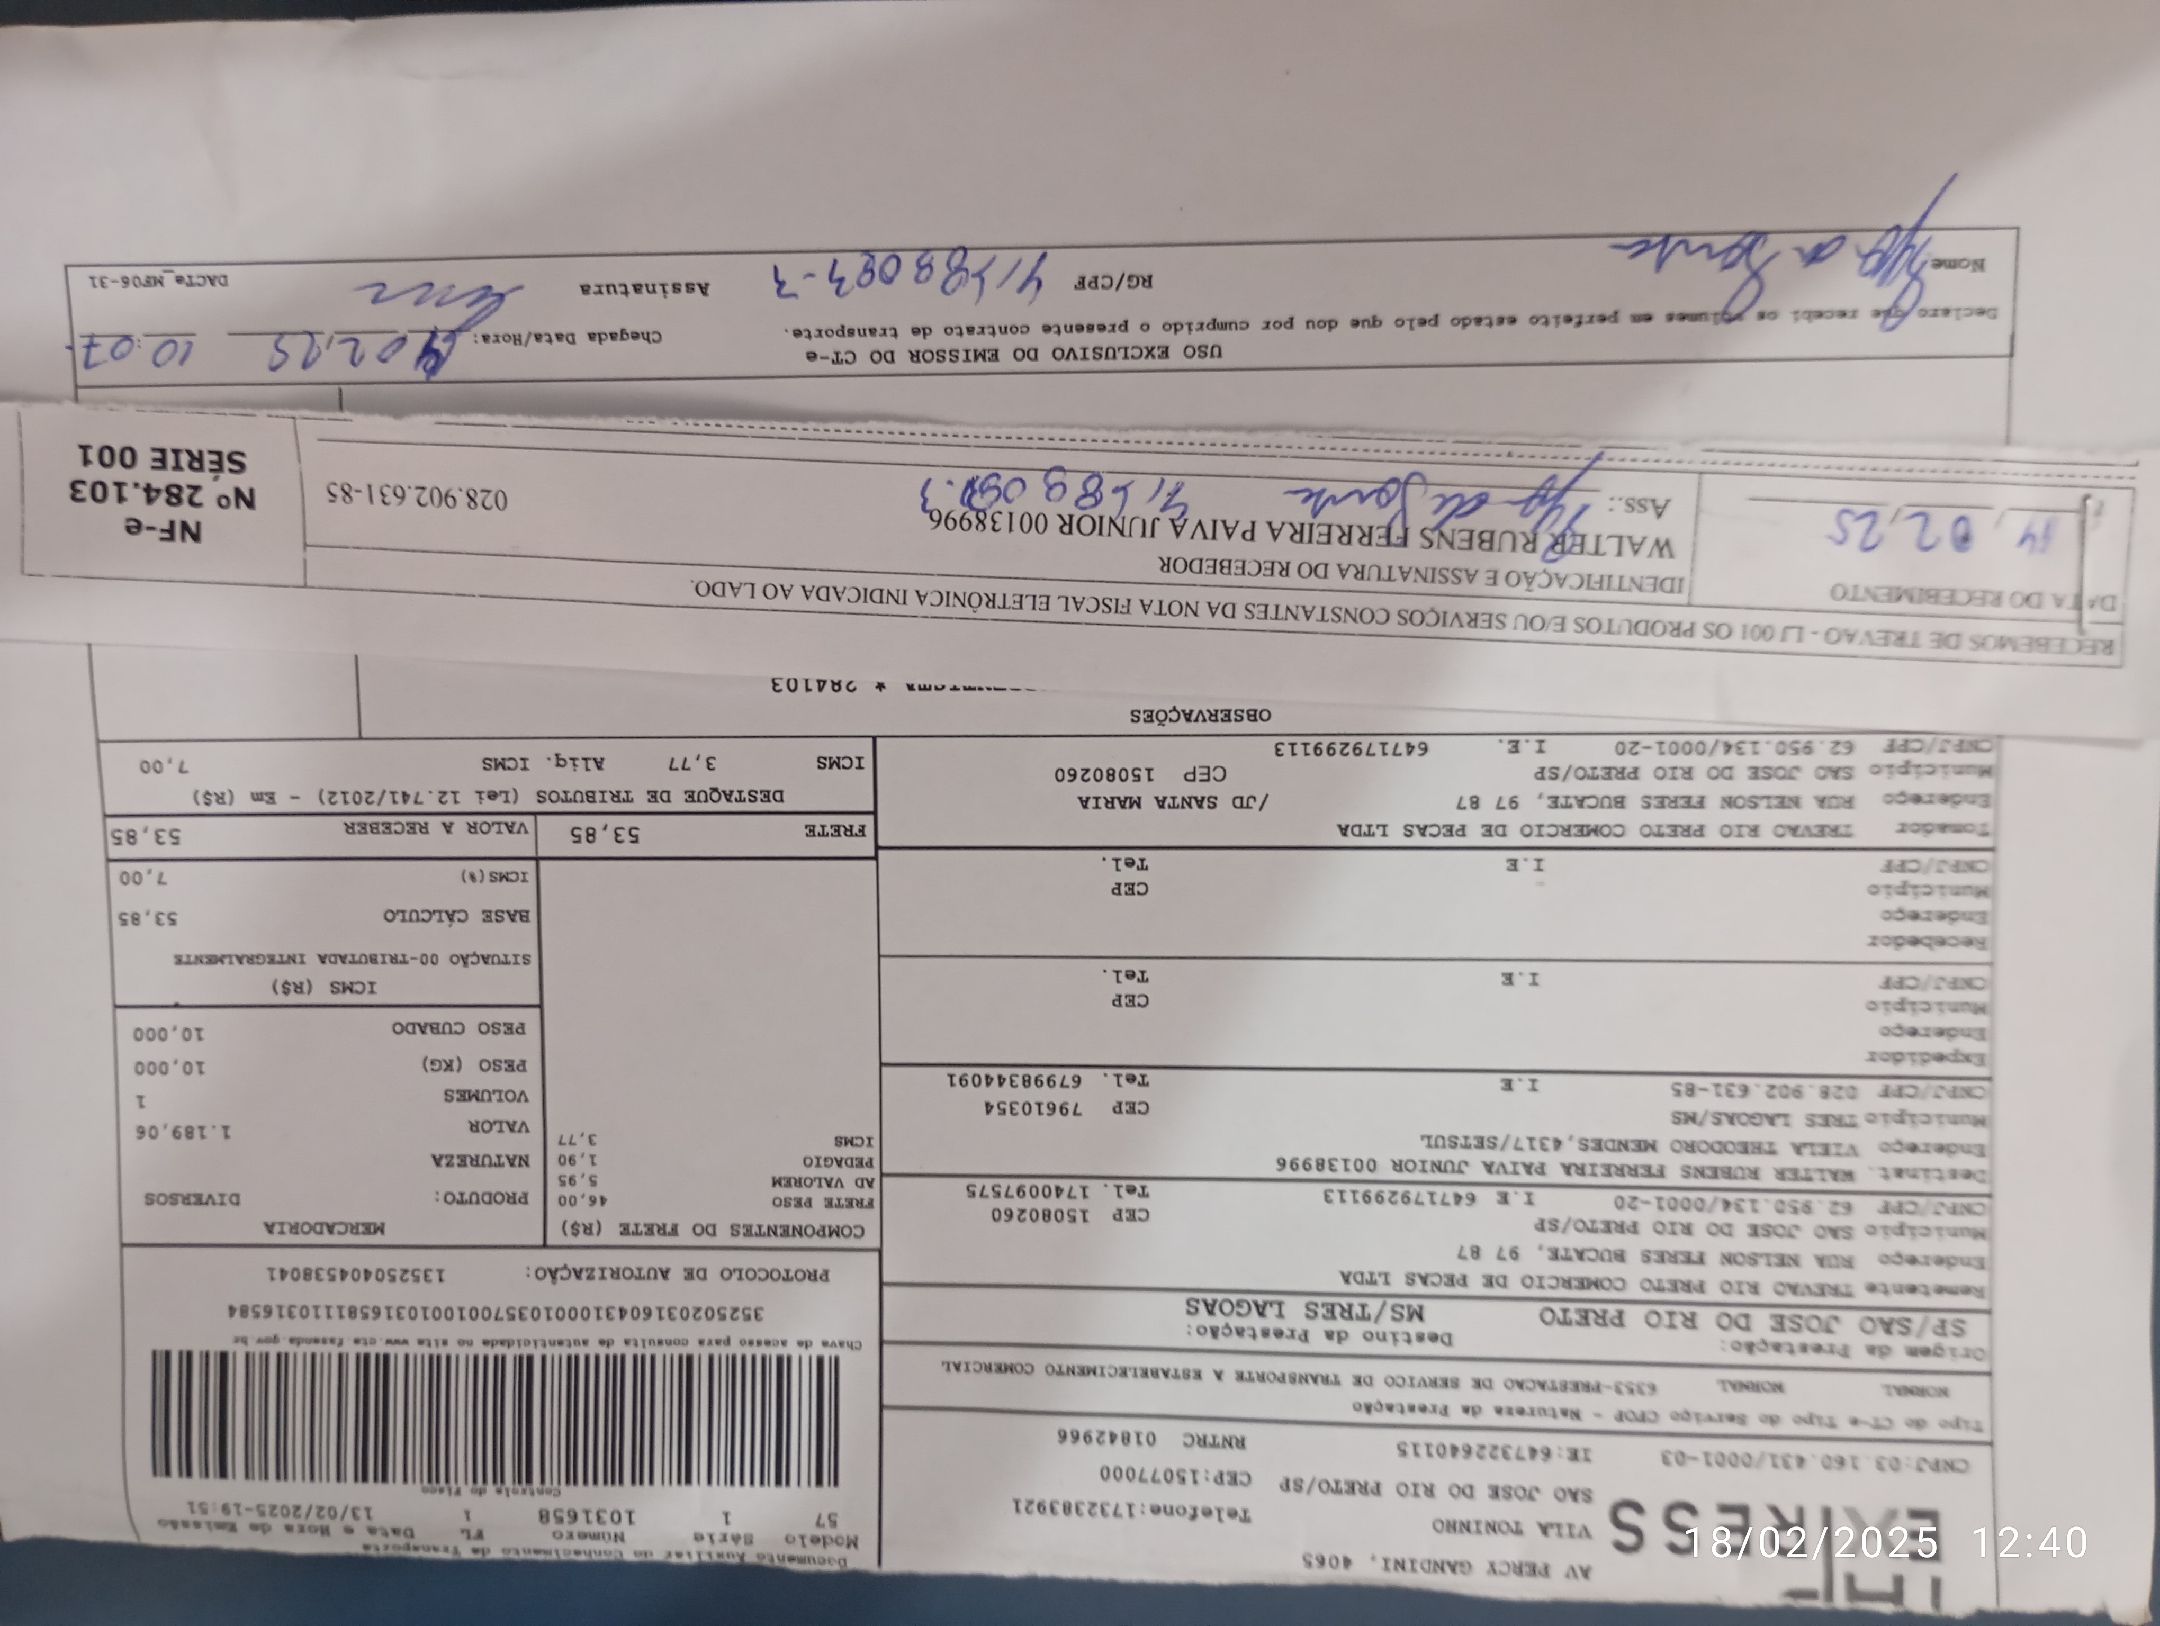 EXPRESS
AV PERCY GANDINI, 4065
VILA TONINHO
Telefone:1732383921
SAO JOSE DO RIO PRETO/SP
CEP:15077000
CNPJ:03.160.431/0001-03 IE:647322640115 RNTRC 01842966
Documento Auxiliar do Conhecimento de Transporte
Modelo Série Número FL Data e Hora de Emissão
57 1 1031658 1 13/02/2025-19:51
Controle do Fisco
Chave de acesso para consulta de autenticidade no site www.cte.fazenda.gov.br
35250203160431000103570010010316581110316584
PROTOCOLO DE AUTORIZAÇÃO: 135250404538041
Tipo do CT-e Tipo do Serviço CFOP - Natureza da Prestação
NORMAL NORMAL 6353-PRESTACAO DE SERVICO DE TRANSPORTE A ESTABELECIMENTO COMERCIAL
Origem da Prestação: Destino da Prestação:
SP/SAO JOSE DO RIO PRETO MS/TRES LAGOAS
Remetente TREVAO RIO PRETO COMERCIO DE PECAS LTDA
Endereço RUA NELSON FERES BUCATE, 97 87
Município SAO JOSE DO RIO PRETO/SP CEP 15080260
CNPJ/CPF 62.950.134/0001-20 I.E 647179299113 Tel. 1740097575
Destinat. WALTER RUBENS FERREIRA PAIVA JUNIOR 00138996
Endereço VIELA THEODORO MENDES,4317/SETSUL
Município TRES LAGOAS/MS CEP 79610354
CNPJ/CPF 028.902.631-85 I.E Tel. 67998344091
Expedidor
Endereço
Município CEP
CNPJ/CPF I.E Tel.
Recebedor
Endereço
Município CEP
CNPJ/CPF I.E Tel.
Tomador TREVAO RIO PRETO COMERCIO DE PECAS LTDA
Endereço RUA NELSON FERES BUCATE, 97 87 /JD SANTA MARIA
Município SAO JOSE DO RIO PRETO/SP CEP 15080260
CNPJ/CPF 62.950.134/0001-20 I.E. 647179299113
COMPONENTES DO FRETE (R$)
FRETE PESO 46,00
AD VALOREM 5,95
PEDAGIO 1,90
ICMS 3,77
MERCADORIA
PRODUTO: DIVERSOS
NATUREZA
VALOR 1.189,06
VOLUMES 1
PESO (KG) 10,000
PESO CUBADO 10,000
ICMS (R$)
SITUAÇÃO 00-TRIBUTADA INTEGRALMENTE
BASE CÁLCULO 53,85
ICMS(%) 7,00
FRETE 53,85 VALOR A RECEBER 53,85
DESTAQUE DE TRIBUTOS (Lei 12.741/2012) - Em (R$)
ICMS 3,77 Aliq. ICMS 7,00
OBSERVAÇÕES
* 284103
RECEBEMOS DE TREVAO - LJ 001 OS PRODUTOS E/OU SERVIÇOS CONSTANTES DA NOTA FISCAL ELETRÔNICA INDICADA AO LADO.
DATA DO RECEBIMENTO
14, 02, 25
IDENTIFICAÇÃO E ASSINATURA DO RECEBEDOR
WALTER RUBENS FERREIRA PAIVA JUNIOR 00138996
Ass.:
028.902.631-85
NF-e
Nº 284.103
SÉRIE 001
USO EXCLUSIVO DO EMISSOR DO CT-e
Declaro que recebi os volumes em perfeito estado pelo que dou por cumprido o presente contrato de transporte.
Chegada Data/Hora: 14 02, 25 10:07
Nome RG/CPF Assinatura
DACTe_MF06-31
18/02/2025 12:40